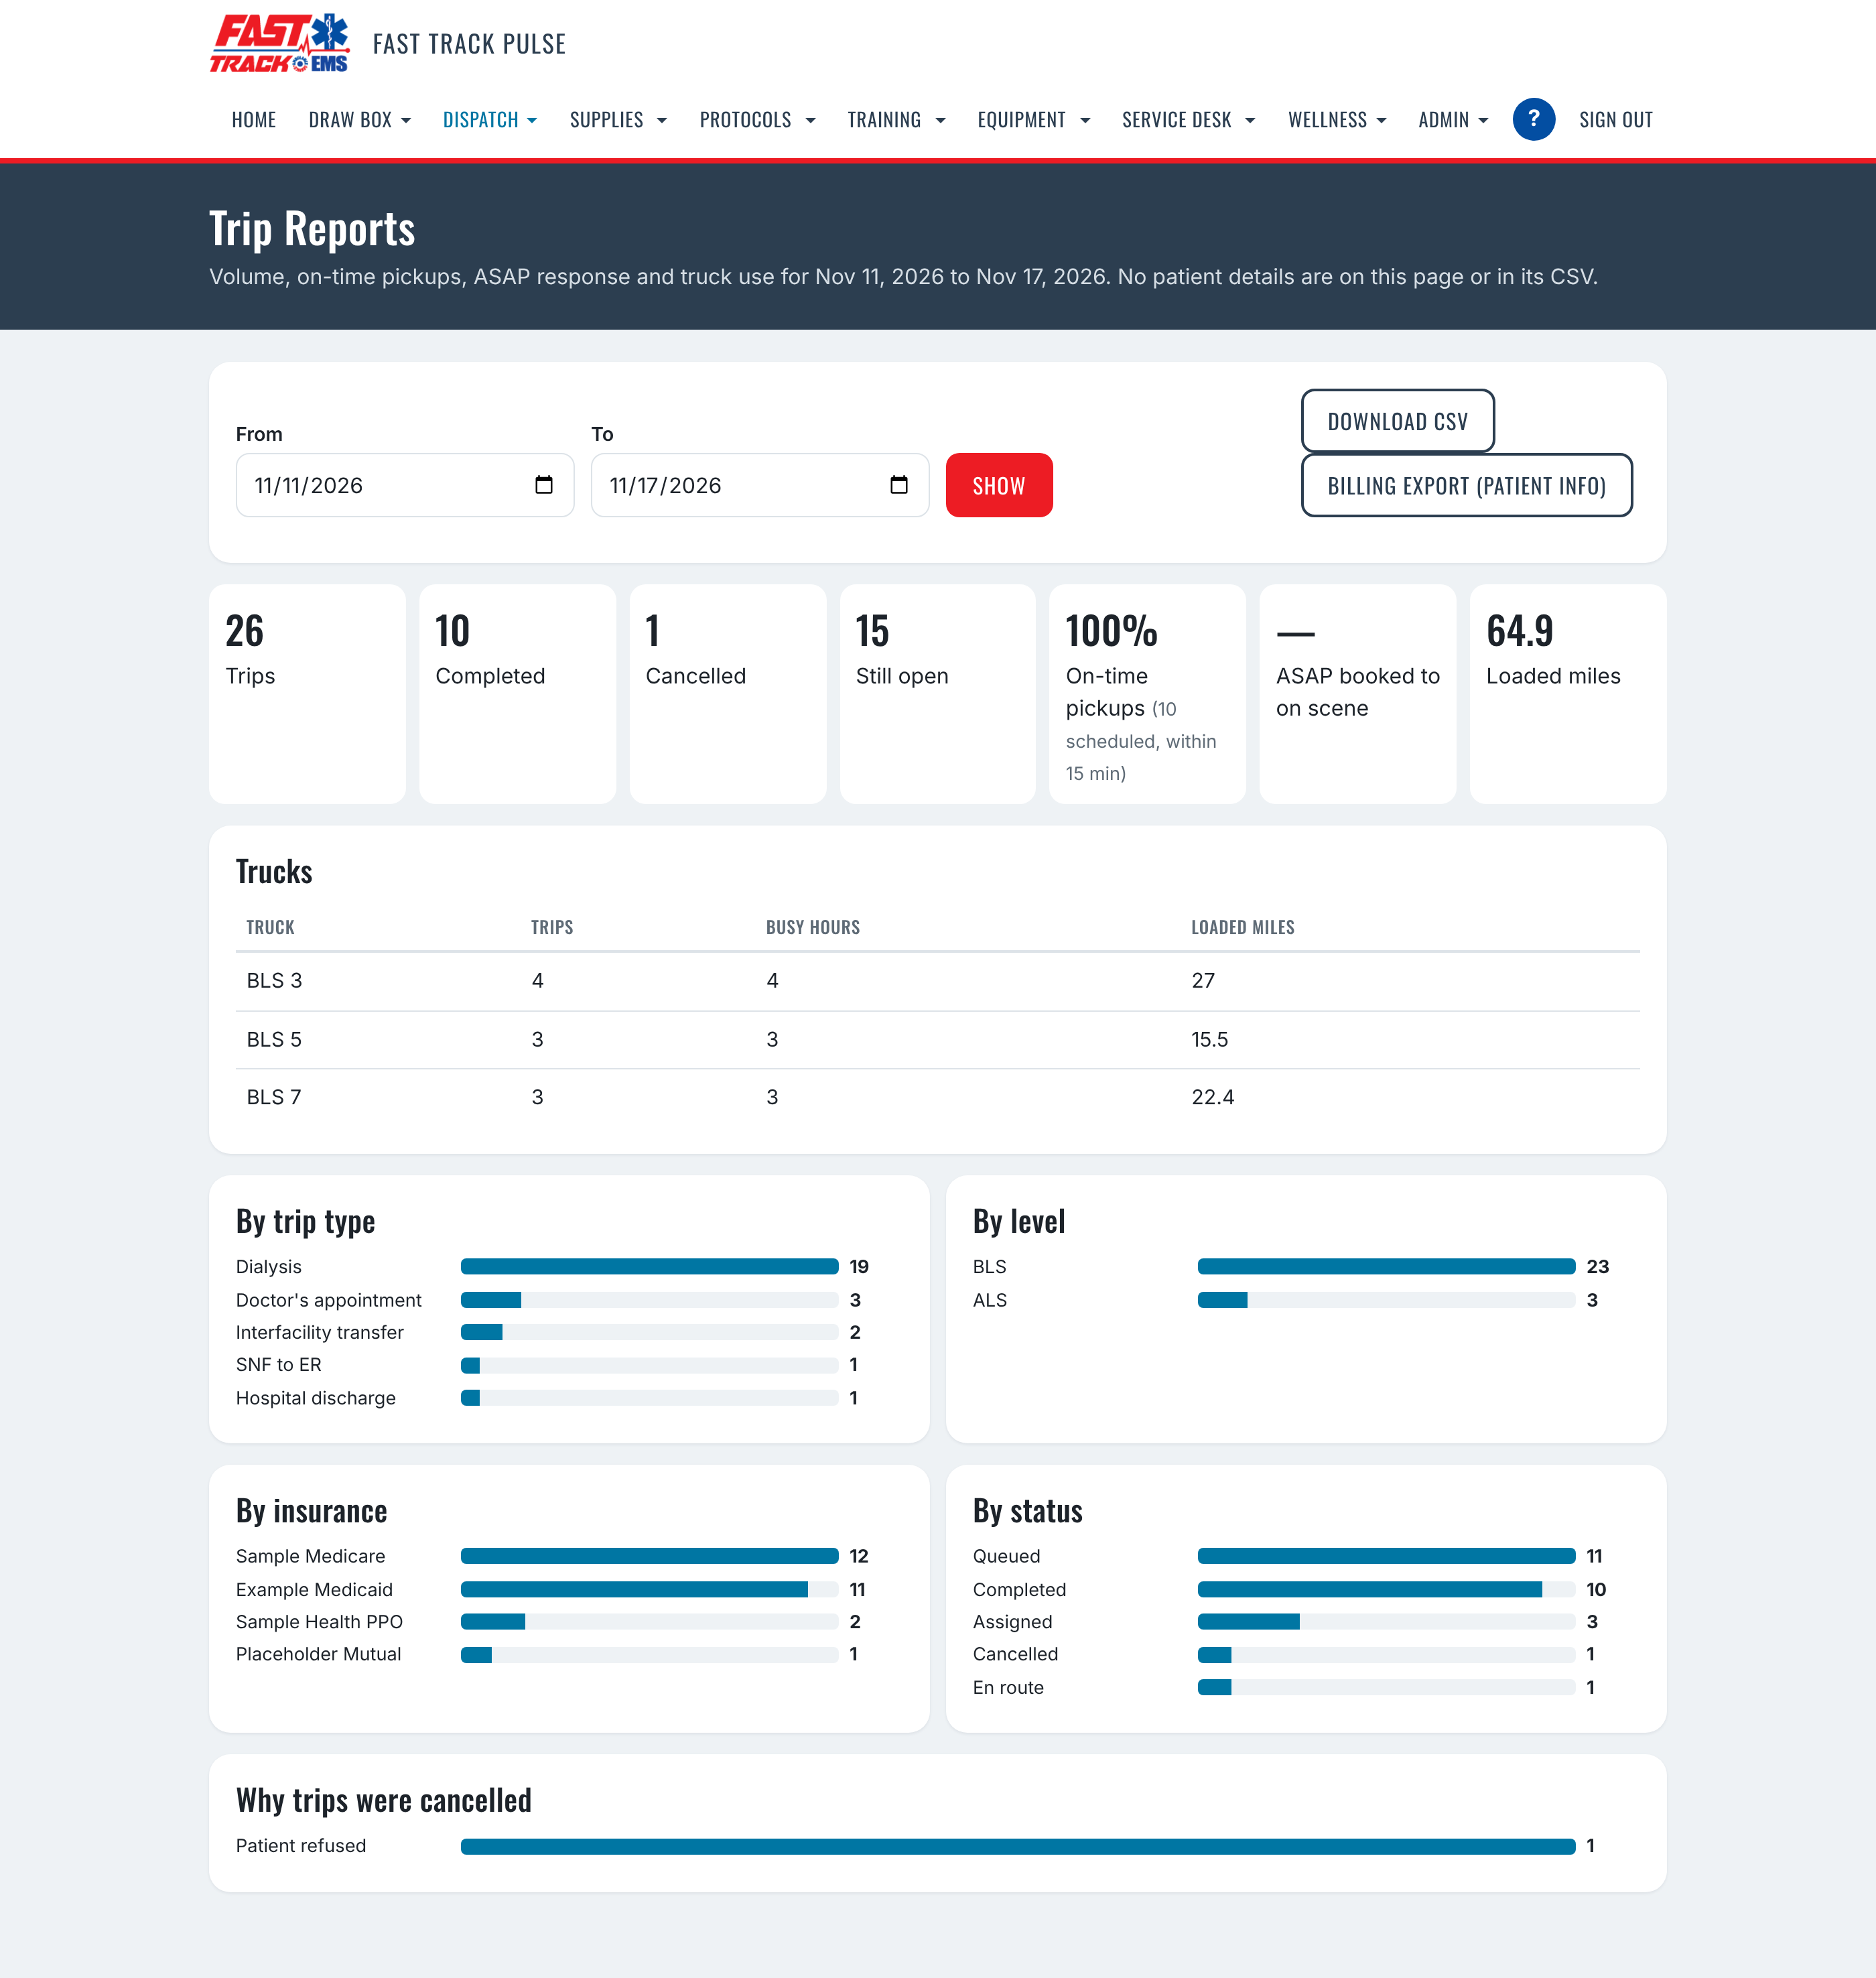 FAST TRACK EMS
FAST TRACK PULSE
HOME DRAW BOX DISPATCH SUPPLIES PROTOCOLS TRAINING EQUIPMENT SERVICE DESK WELLNESS ADMIN ? SIGN OUT
Trip Reports
Volume, on-time pickups, ASAP response and truck use for Nov 11, 2026 to Nov 17, 2026. No patient details are on this page or in its CSV.
From
11/11/2026
To
11/17/2026
SHOW
DOWNLOAD CSV
BILLING EXPORT (PATIENT INFO)
26
Trips
10
Completed
1
Cancelled
15
Still open
100%
On-time
pickups (10
scheduled, within
15 min)
—
ASAP booked to
on scene
64.9
Loaded miles
Trucks
TRUCK TRIPS BUSY HOURS LOADED MILES
BLS 3 4 4 27
BLS 5 3 3 15.5
BLS 7 3 3 22.4
By trip type
Dialysis 19
Doctor's appointment 3
Interfacility transfer 2
SNF to ER 1
Hospital discharge 1
By level
BLS 23
ALS 3
By insurance
Sample Medicare 12
Example Medicaid 11
Sample Health PPO 2
Placeholder Mutual 1
By status
Queued 11
Completed 10
Assigned 3
Cancelled 1
En route 1
Why trips were cancelled
Patient refused 1